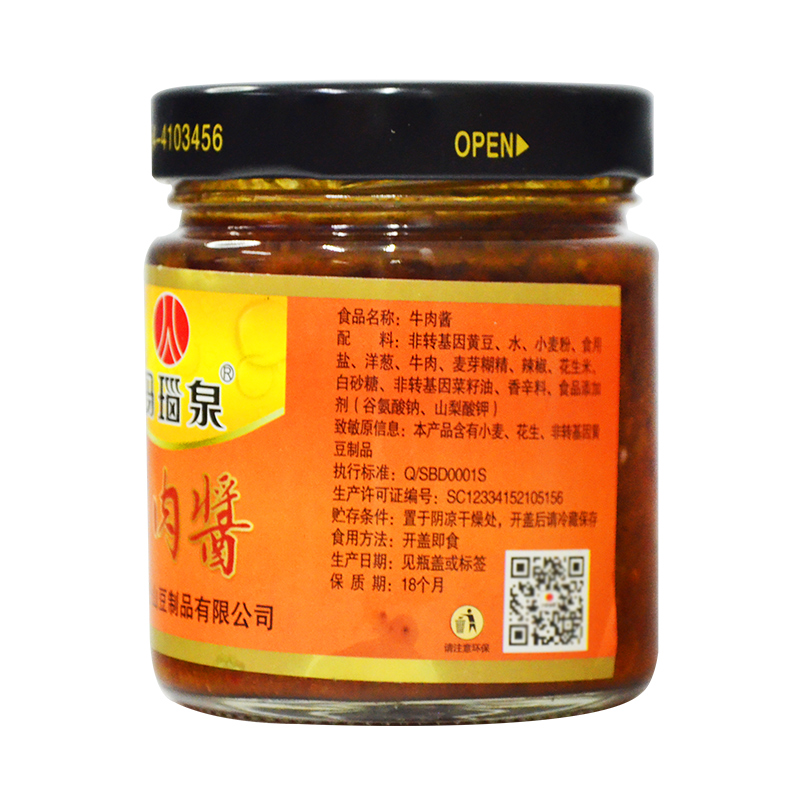 -4103456
OPEN
瑙泉®
肉酱
豆制品有限公司
食品名称：牛肉酱
配 料：非转基因黄豆、水、小麦粉、食用
盐、洋葱、牛肉、麦芽糊精、辣椒、花生米、
白砂糖、非转基因菜籽油、香辛料、食品添加
剂（谷氨酸钠、山梨酸钾）
致敏原信息：本产品含有小麦、花生、非转基因黄
豆制品
执行标准：Q/SBD0001S
生产许可证编号：SC12334152105156
贮存条件：置于阴凉干燥处，开盖后请冷藏保存
食用方法：开盖即食
生产日期：见瓶盖或标签
保 质 期：18个月
请注意环保